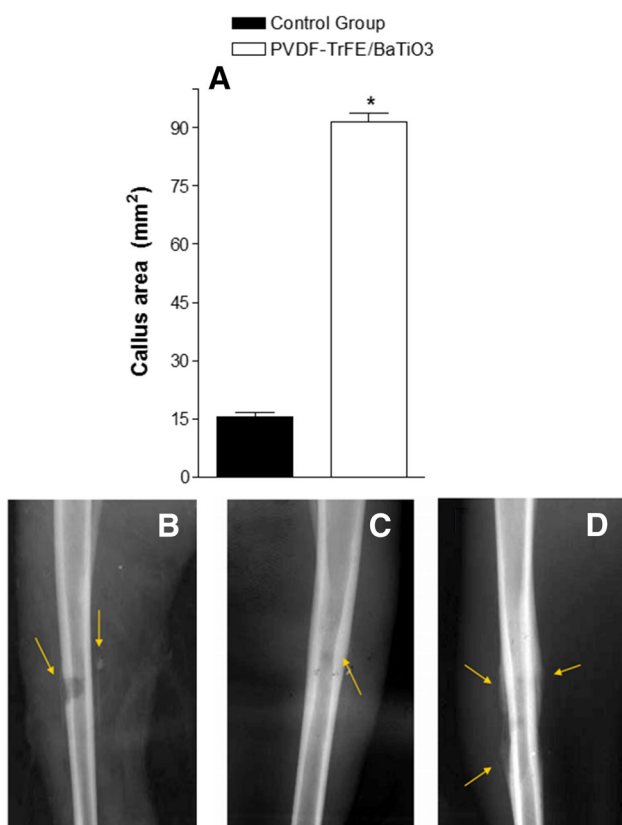 Control Group
PVDF-TrFE/BaTiO3
A
*
90
75
60
45
30
15
0
Callus area (mm²)
B
C
D